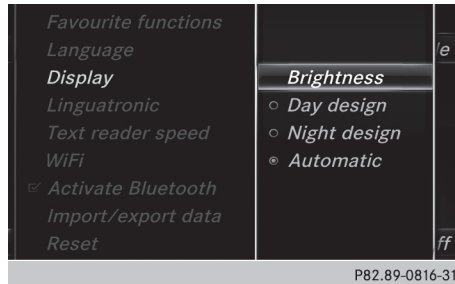 Favourite functions
Language
Display
Linguatronic
Text reader speed
WiFi
Activate Bluetooth
Import/export data
Reset
Brightness
Day design
Night design
Automatic
e
ff
P82.89-0816-31